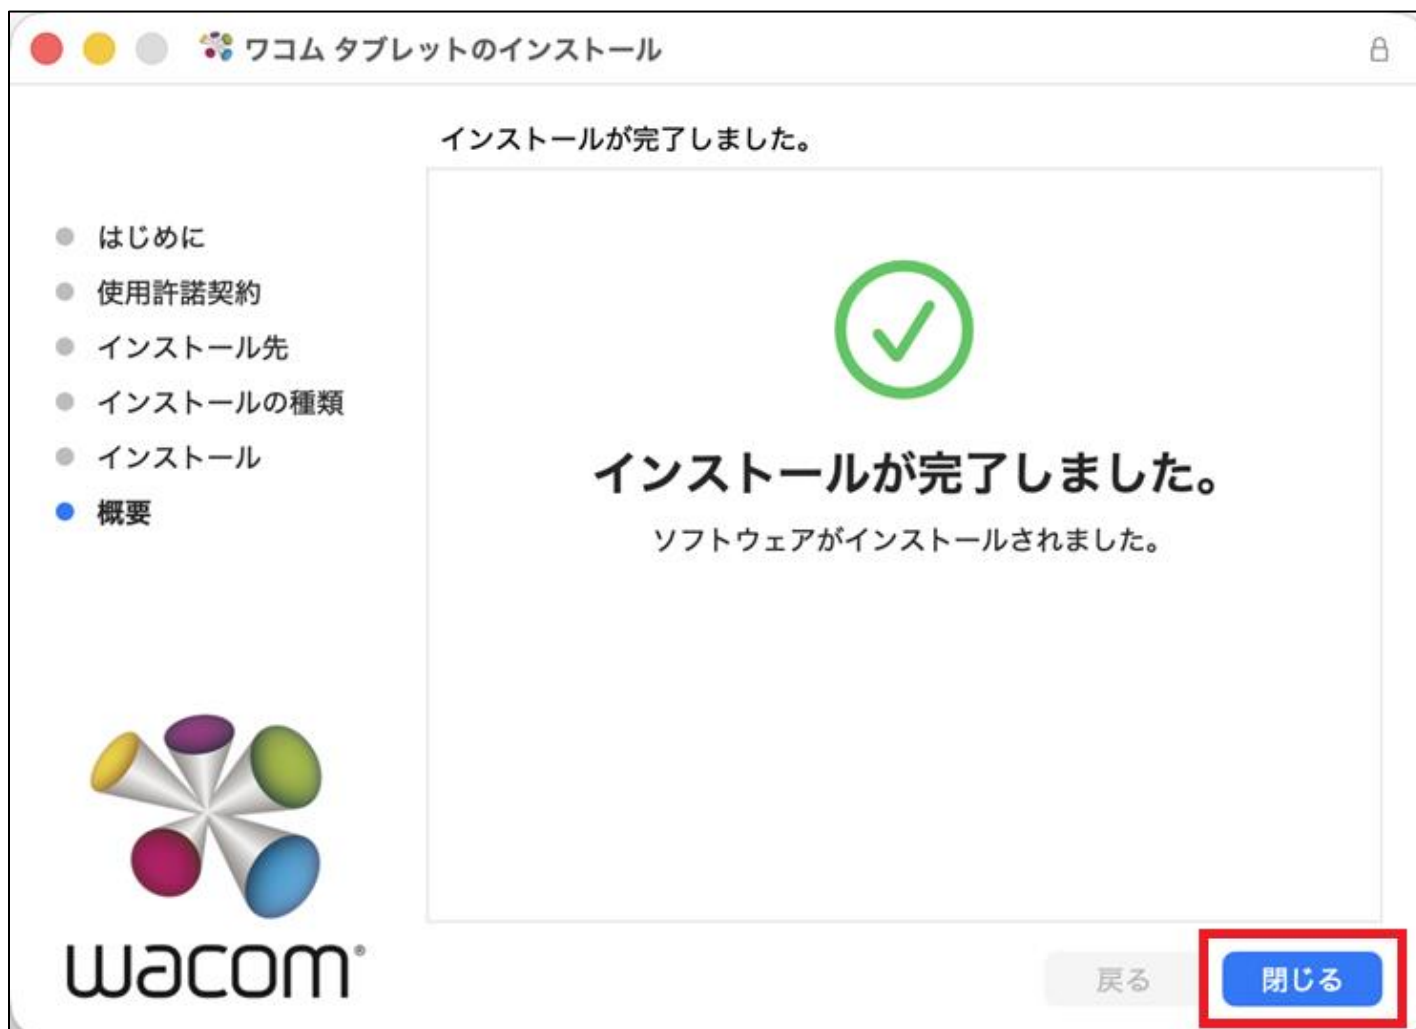 ワコム タブレットのインストール
インストールが完了しました。
はじめに
使用許諾契約
インストール先
インストールの種類
インストール
概要
インストールが完了しました。
ソフトウェアがインストールされました。
wacom®
戻る
閉じる